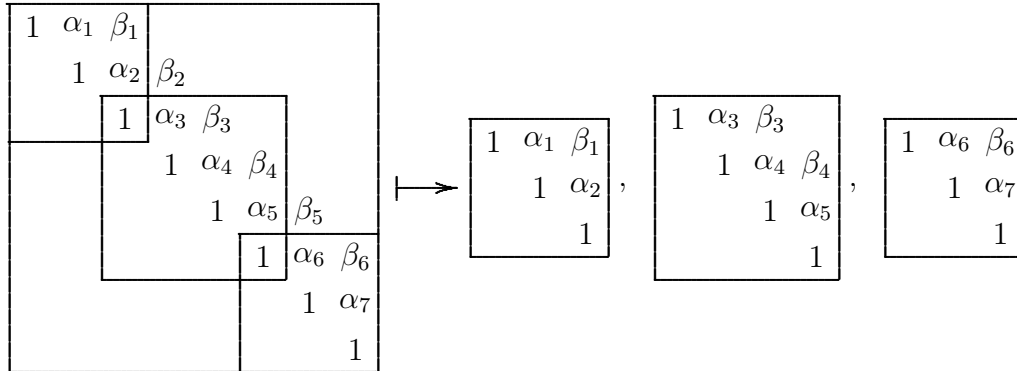 1 α₁ β₁
1 α₂ β₂
1 α₃ β₃
1 α₄ β₄
1 α₅ β₅
1 α₆ β₆
1 α₇
1
⟼
1 α₁ β₁
1 α₂
1
,
1 α₃ β₃
1 α₄ β₄
1 α₅
1
,
1 α₆ β₆
1 α₇
1